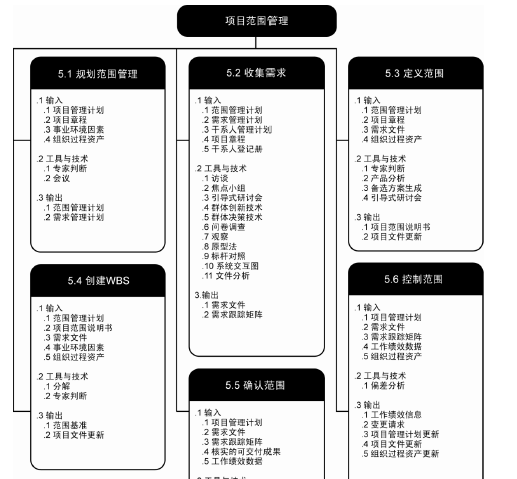 项目范围管理
5.1 规划范围管理
.1 输入
.1 项目管理计划
.2 项目章程
.3 事业环境因素
.4 组织过程资产
.2 工具与技术
.1 专家判断
.2 会议
.3 输出
.1 范围管理计划
.2 需求管理计划
5.2 收集需求
.1 输入
.1 范围管理计划
.2 需求管理计划
.3 干系人管理计划
.4 项目章程
.5 干系人登记册
.2 工具与技术
.1 访谈
.2 焦点小组
.3 引导式研讨会
.4 群体创新技术
.5 群体决策技术
.6 问卷调查
.7 观察
.8 原型法
.9 标杆对照
.10 系统交互图
.11 文件分析
3.输出
.1 需求文件
.2 需求跟踪矩阵
5.3 定义范围
.1 输入
.1 范围管理计划
.2 项目章程
.3 需求文件
.4 组织过程资产
.2 工具与技术
.1 专家判断
.2 产品分析
.3 备选方案生成
.4 引导式研讨会
.3 输出
.1 项目范围说明书
.2 项目文件更新
5.4 创建WBS
.1 输入
.1 范围管理计划
.2 项目范围说明书
.3 需求文件
.4 事业环境因素
.5 组织过程资产
.2 工具与技术
.1 分解
.2 专家判断
.3 输出
.1 范围基准
.2 项目文件更新
5.5 确认范围
.1 输入
.1 项目管理计划
.2 需求文件
.3 需求跟踪矩阵
.4 核实的可交付成果
.5 工作绩效数据
5.6 控制范围
.1 输入
.1 项目管理计划
.2 需求文件
.3 需求跟踪矩阵
.4 工作绩效数据
.5 组织过程资产
.2 工具与技术
.1 偏差分析
.3 输出
.1 工作绩效信息
.2 变更请求
.3 项目管理计划更新
.4 项目文件更新
.5 组织过程资产更新